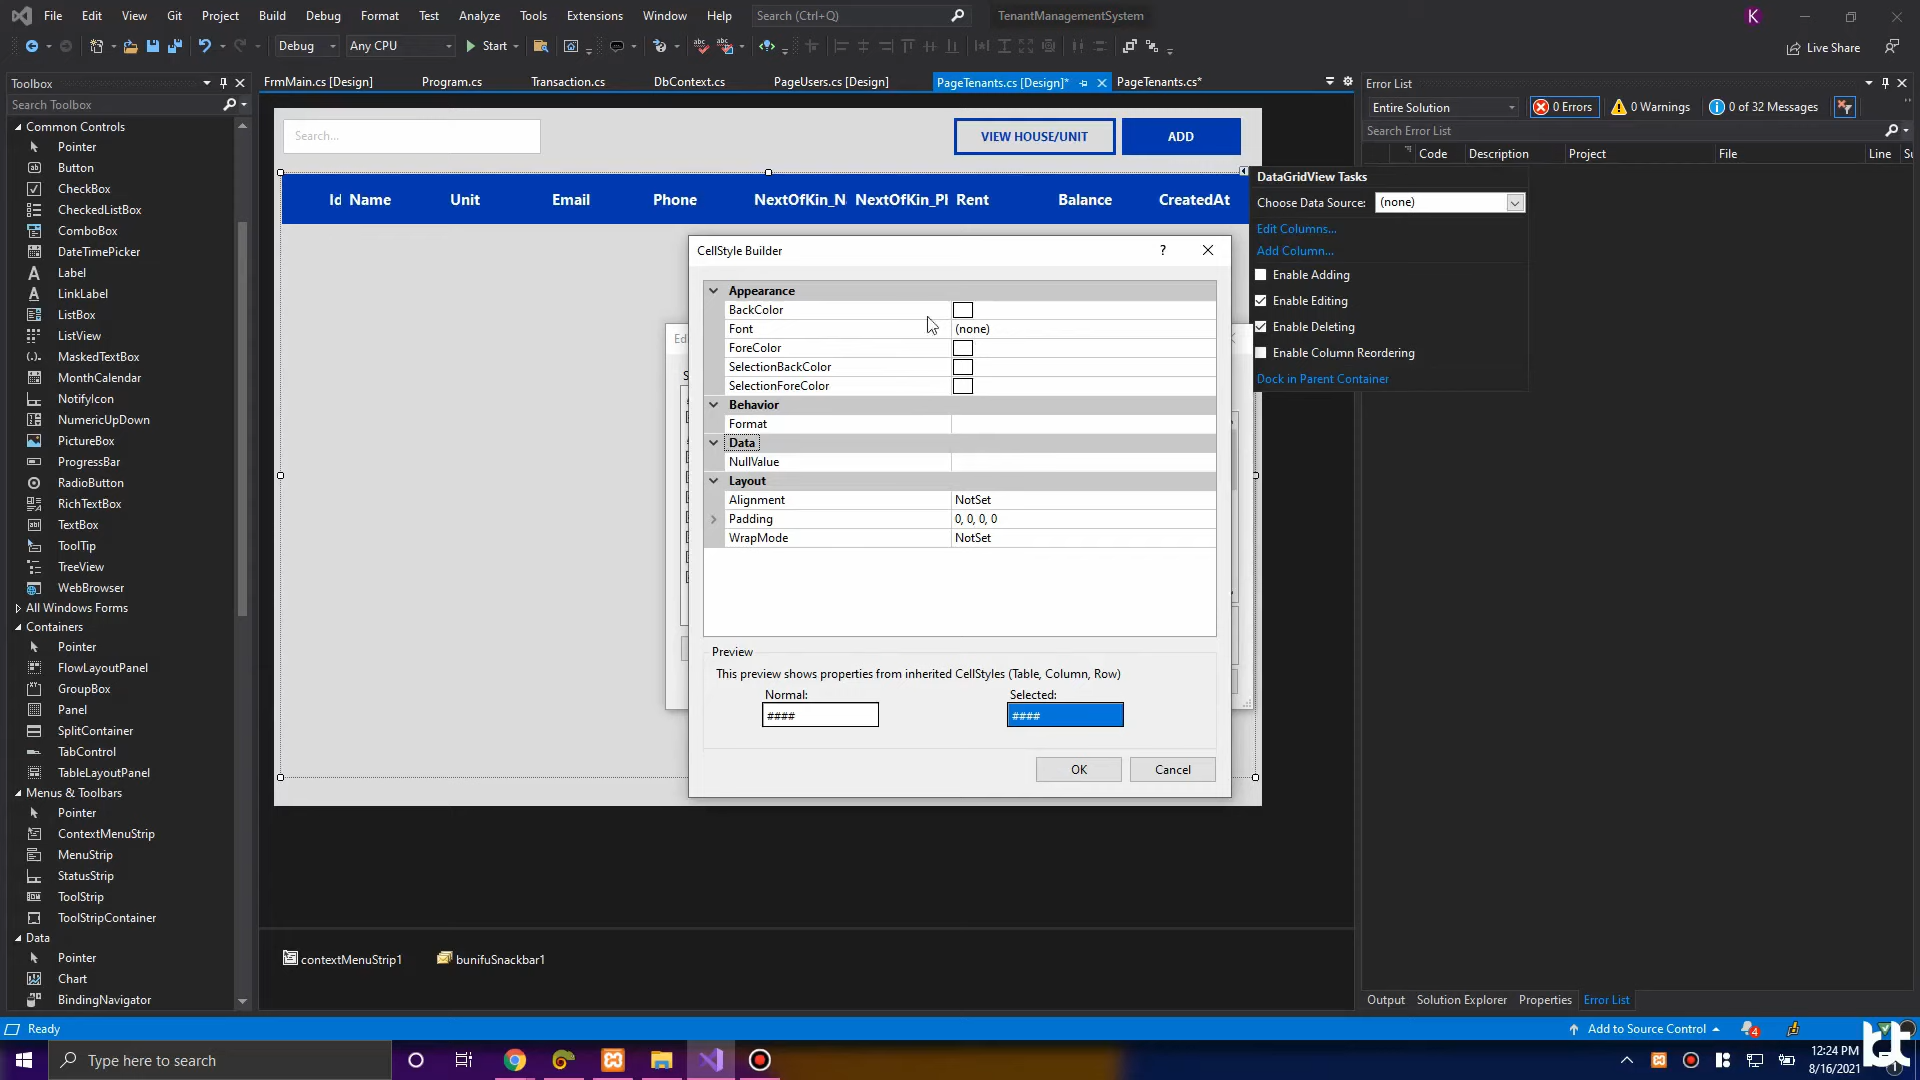 File Edit View Git Project Build Debug Format Test Analyze Tools Extensions Window Help Search (Ctrl+Q) TenantManagementSystem K
Debug Any CPU Start Live Share
Toolbox
Search Toolbox
Common Controls
Pointer
Button
CheckBox
CheckedListBox
ComboBox
DateTimePicker
Label
LinkLabel
ListBox
ListView
MaskedTextBox
MonthCalendar
NotifyIcon
NumericUpDown
PictureBox
ProgressBar
RadioButton
RichTextBox
TextBox
ToolTip
TreeView
WebBrowser
All Windows Forms
Containers
Pointer
FlowLayoutPanel
GroupBox
Panel
SplitContainer
TabControl
TableLayoutPanel
Menus & Toolbars
Pointer
ContextMenuStrip
MenuStrip
StatusStrip
ToolStrip
ToolStripContainer
Data
Pointer
Chart
BindingNavigator
FrmMain.cs [Design] Program.cs Transaction.cs DbContext.cs PageUsers.cs [Design] PageTenants.cs [Design]* PageTenants.cs*
Search... VIEW HOUSE/UNIT ADD
Id Name Unit Email Phone NextOfKin_N NextOfKin_Pl Rent Balance CreatedAt
DataGridView Tasks
Choose Data Source: (none)
Edit Columns...
Add Column...
Enable Adding
Enable Editing
Enable Deleting
Enable Column Reordering
Dock in Parent Container
CellStyle Builder ?
Appearance
BackColor
Font (none)
ForeColor
SelectionBackColor
SelectionForeColor
Behavior
Format
Data
NullValue
Layout
Alignment NotSet
Padding 0, 0, 0, 0
WrapMode NotSet
Preview
This preview shows properties from inherited CellStyles (Table, Column, Row)
Normal: Selected:
#### ####
OK Cancel
contextMenuStrip1 bunifuSnackbar1
Error List
Entire Solution 0 Errors 0 Warnings 0 of 32 Messages
Search Error List
Code Description Project File Line
Output Solution Explorer Properties Error List
Ready Add to Source Control 4
Type here to search
12:24 PM
8/16/2021